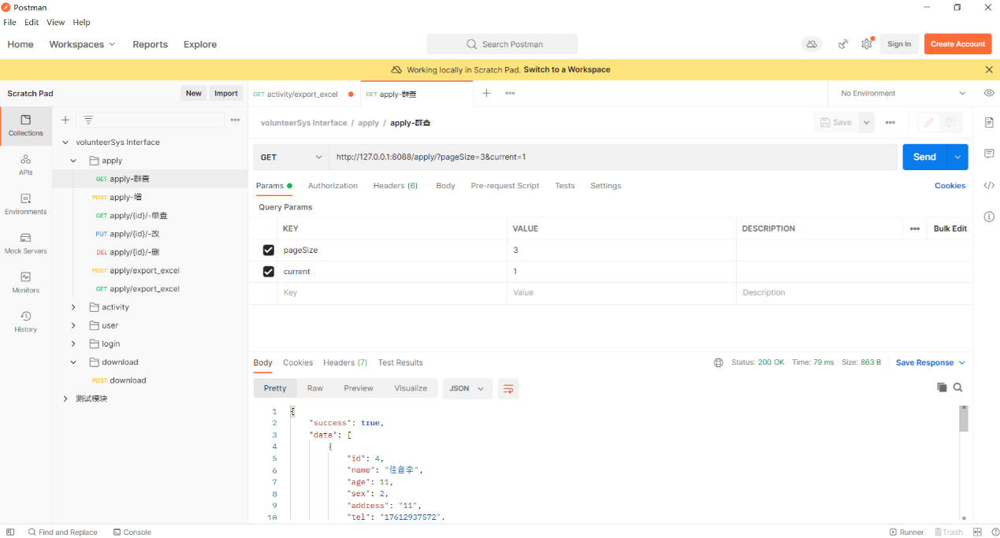 Postman
File Edit View Help
Home Workspaces Reports Explore
Search Postman
Sign In
Create Account
Working locally in Scratch Pad. Switch to a Workspace
Scratch Pad
New
Import
GET activity/export_excel
GET apply-群查
No Environment
Collections
APIs
Environments
Mock Servers
Monitors
History
volunteerSys Interface
apply
GET apply-群查
POST apply-增
GET apply/{id}/-单查
PUT apply/{id}/-改
DEL apply/{id}/-删
POST apply/export_excel
GET apply/export_excel
activity
user
login
download
POST download
测试模块
volunteerSys Interface / apply / apply-群查
Save
GET
http://127.0.0.1:8088/apply/?pageSize=3&current=1
Send
Params Authorization Headers (6) Body Pre-request Script Tests Settings
Cookies
Query Params
KEY VALUE DESCRIPTION
Bulk Edit
pageSize 3
current 1
Key Value Description
Body Cookies Headers (7) Test Results
Status: 200 OK Time: 79 ms Size: 863 B
Save Response
Pretty Raw Preview Visualize JSON
1 {
2 "success": true,
3 "data": [
4 {
5 "id": 4,
6 "name": "佳音李",
7 "age": 11,
8 "sex": 2,
9 "address": "11",
10 "tel": "17612937572",
Find and Replace
Console
Runner
Trash